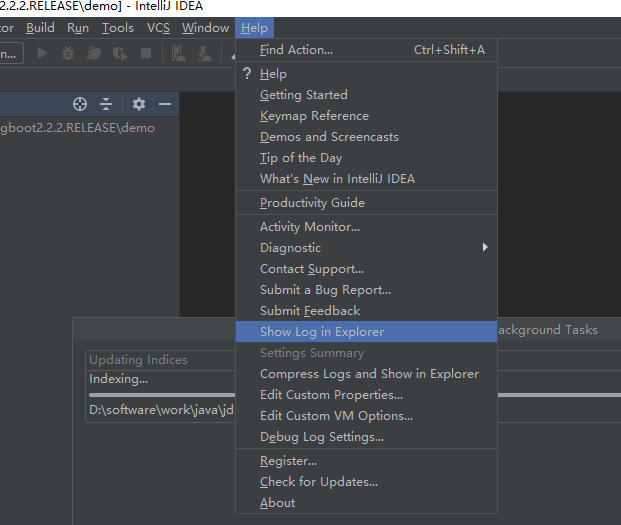 2.2.2.RELEASE\demo] - IntelliJ IDEA
tor Build Run Tools VCS Window Help
n...
gboot2.2.2.RELEASE\demo
Find Action... Ctrl+Shift+A
? Help
Getting Started
Keymap Reference
Demos and Screencasts
Tip of the Day
What's New in IntelliJ IDEA
Productivity Guide
Activity Monitor...
Diagnostic
Contact Support...
Submit a Bug Report...
Submit Feedback
Show Log in Explorer
Settings Summary
Compress Logs and Show in Explorer
Edit Custom Properties...
Edit Custom VM Options...
Debug Log Settings...
Register...
Check for Updates...
About
ackground Tasks
Updating Indices
Indexing...
D:\software\work\java\jd